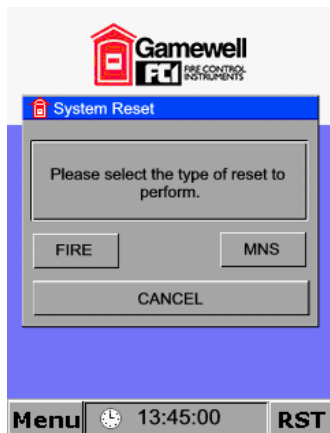 Gamewell
FCI FIRE CONTROL
INSTRUMENTS
System Reset
Please select the type of reset to
perform.
FIRE MNS
CANCEL
Menu 13:45:00 RST